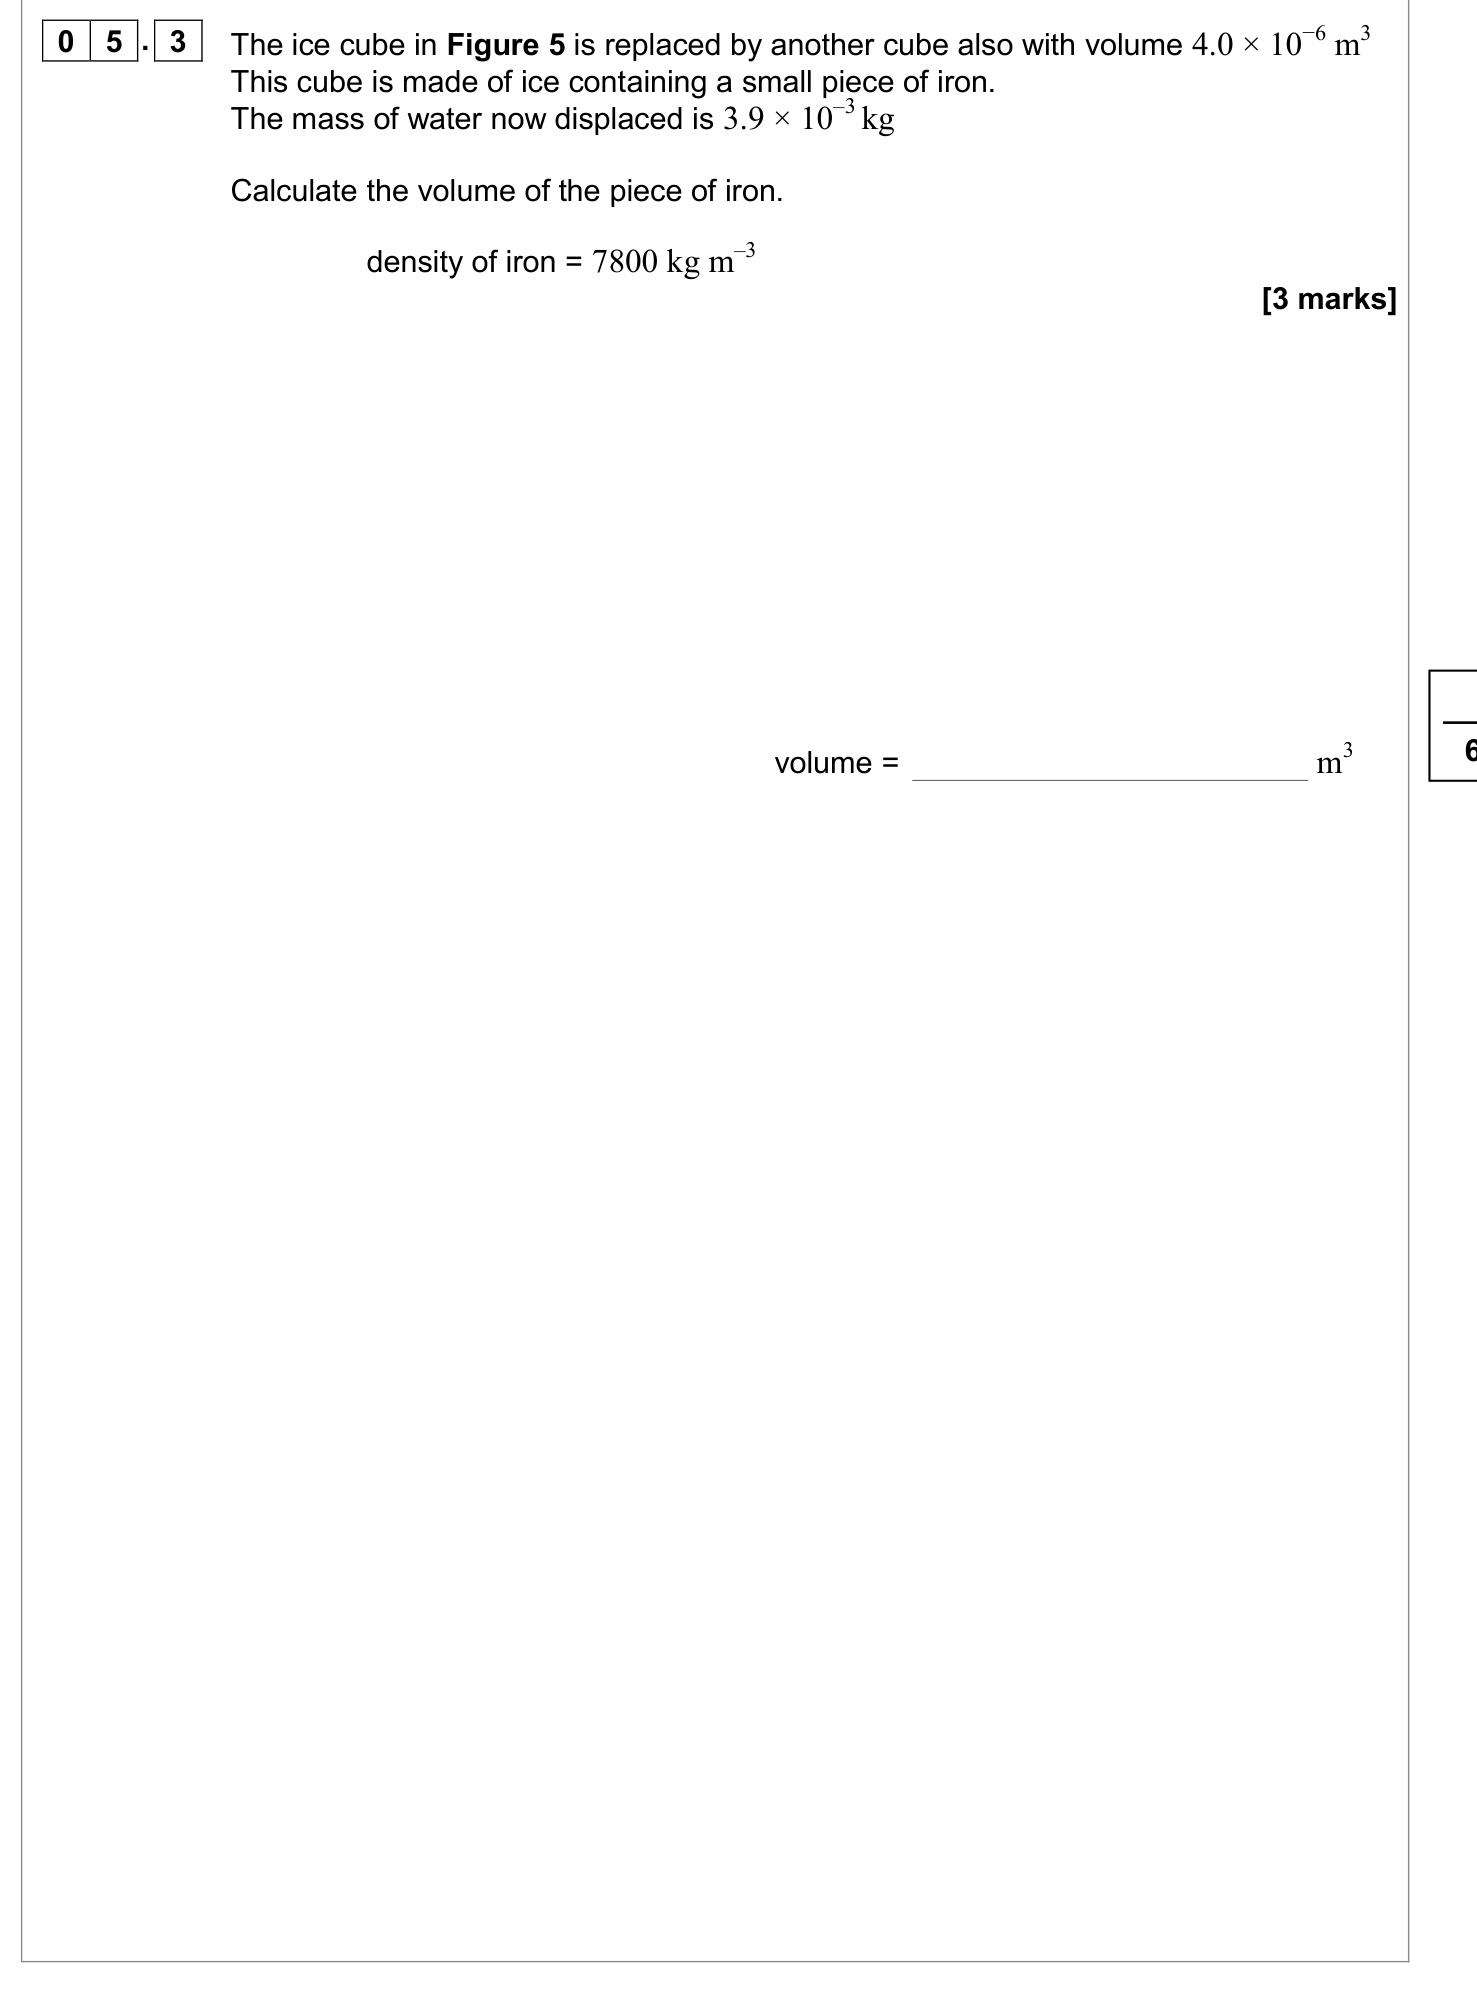 0 5 . 3 The ice cube in Figure 5 is replaced by another cube also with volume 4.0 × 10⁻⁶ m³
This cube is made of ice containing a small piece of iron.
The mass of water now displaced is 3.9 × 10⁻³ kg
Calculate the volume of the piece of iron.
density of iron = 7800 kg m⁻³
[3 marks]
volume = ____________________ m³
6